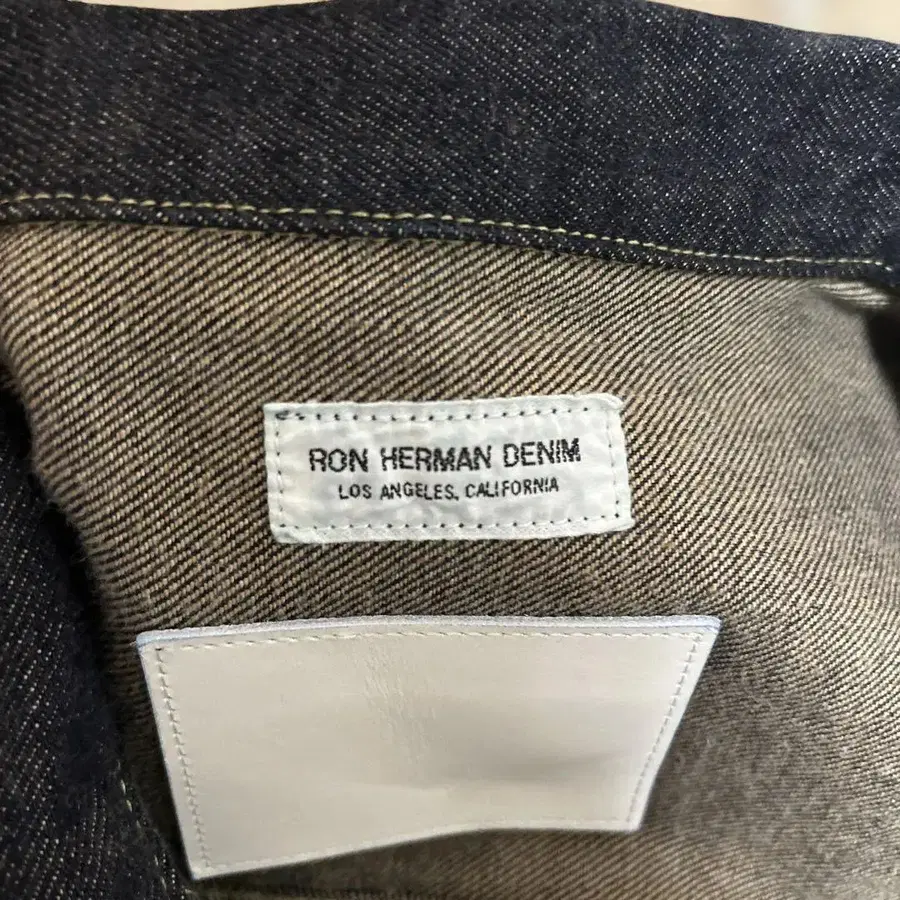 RON HERMAN DENIM
LOS ANGELES, CALIFORNIA